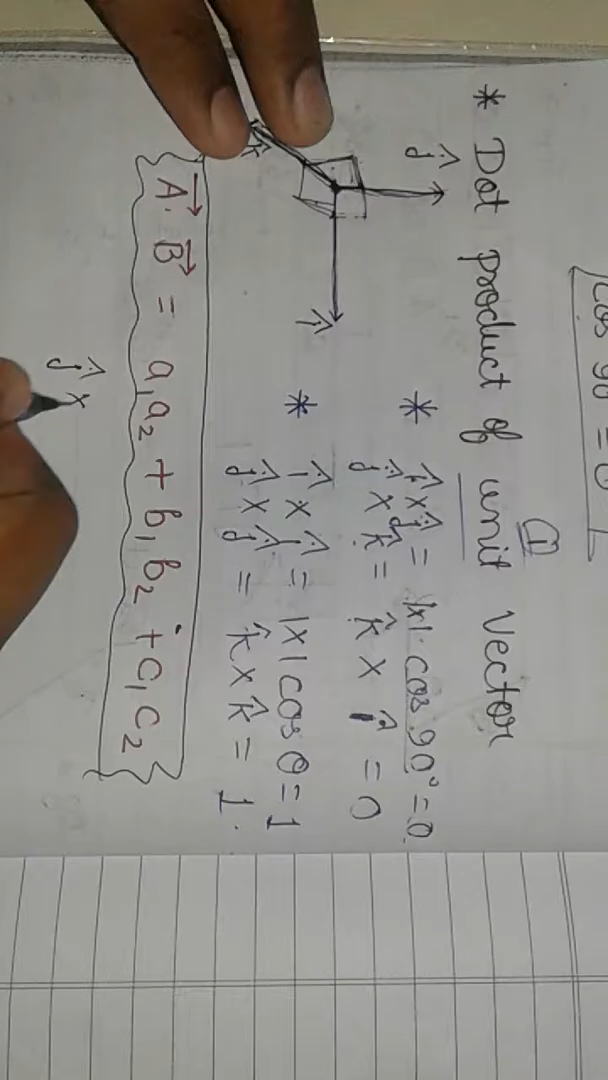 cos 90 = 0
* Dot product of unit vector
(1)
ĵ
î
k̂
* î × ĵ = 1×1 cos 90° = 0.
ĵ × k̂ = k̂ × î = 0
* î × î = 1×1 cos θ = 1
ĵ × ĵ = k̂ × k̂ = 1.
A⃗. B⃗ = a₁a₂ + b₁b₂ + c₁c₂
ĵ ×